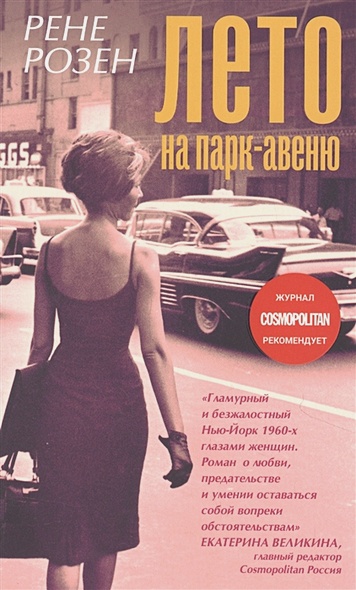 РЕНЕ
РОЗЕН
ЛЕТО
на парк-авеню
GGS
ЖУРНАЛ
COSMOPOLITAN
РЕКОМЕНДУЕТ
«Гламурный
и безжалостный
Нью-Йорк 1960-х
глазами женщин.
Роман о любви,
предательстве
и умении оставаться
собой вопреки
обстоятельствам»
ЕКАТЕРИНА ВЕЛИКИНА,
главный редактор
Cosmopolitan Россия